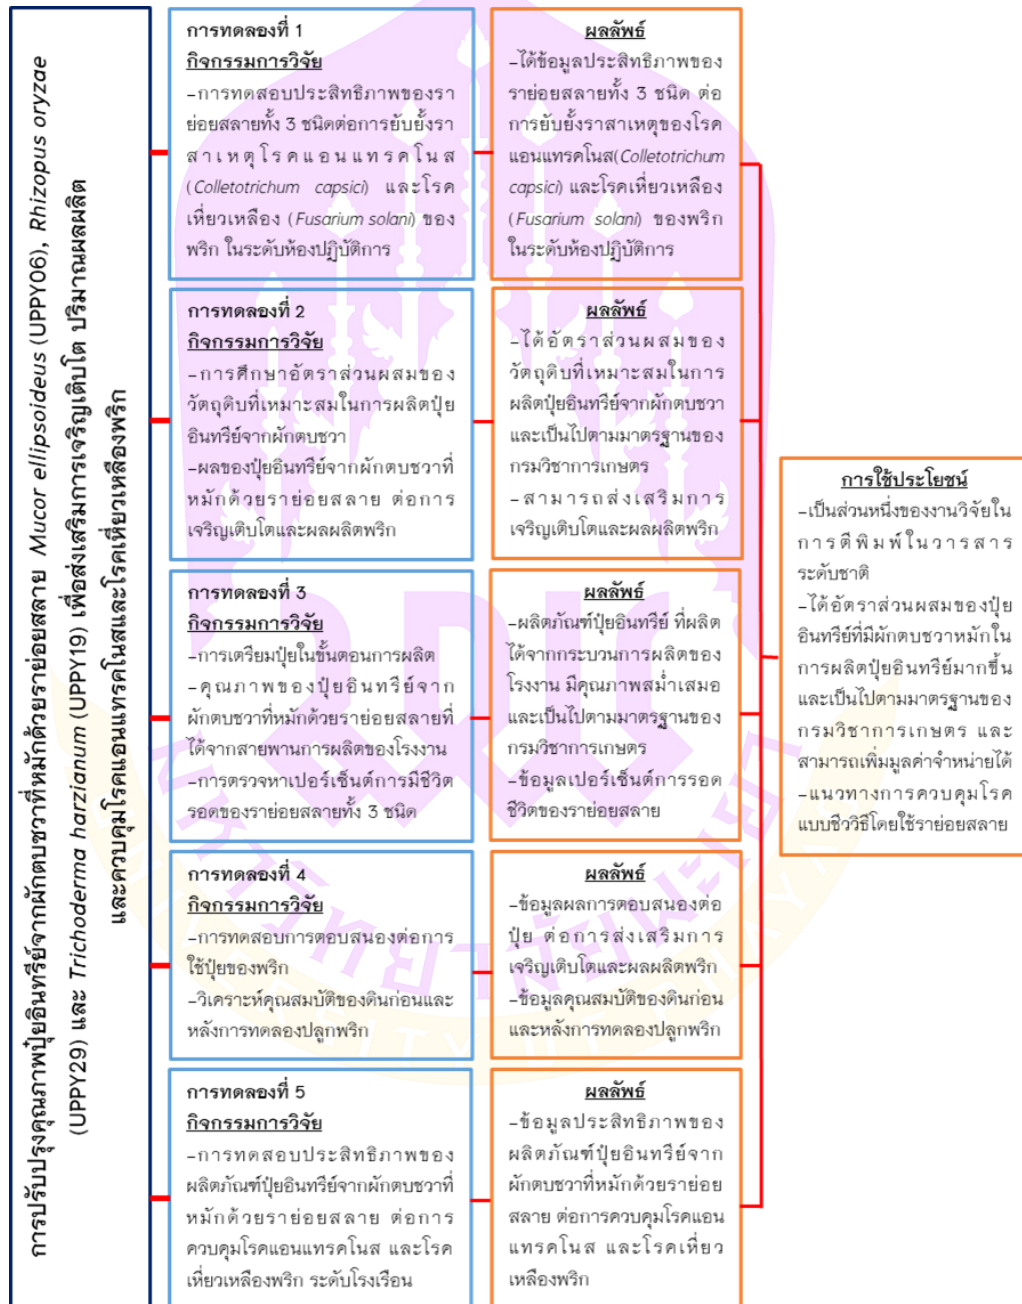 การปรับปรุงคุณภาพปุ๋ยอินทรีย์จากผักตบชวาที่หมักด้วยราย่อยสลาย Mucor ellipsoideus (UPPY06), Rhizopus oryzae
(UPPY29) และ Trichoderma harzianum (UPPY19) เพื่อส่งเสริมการเจริญเติบโต ปริมาณผลผลิต
และควบคุมโรคแอนแทรคโนสและโรคเหี่ยวเหลืองพริก
การทดลองที่ 1
กิจกรรมการวิจัย
-การทดสอบประสิทธิภาพของรา
ย่อยสลายทั้ง 3 ชนิดต่อการยับยั้งรา
สาเหตุโรคแอนแทรคโนส
(Colletotrichum capsici) และโรค
เหี่ยวเหลือง (Fusarium solani) ของ
พริก ในระดับห้องปฏิบัติการ
ผลลัพธ์
-ได้ข้อมูลประสิทธิภาพของ
ราย่อยสลายทั้ง 3 ชนิด ต่อ
การยับยั้งราสาเหตุของโรค
แอนแทรคโนส(Colletotrichum
capsici) และโรคเหี่ยวเหลือง
(Fusarium solani) ของพริก
ในระดับห้องปฏิบัติการ
การทดลองที่ 2
กิจกรรมการวิจัย
-การศึกษาอัตราส่วนผสมของ
วัตถุดิบที่เหมาะสมในการผลิตปุ๋ย
อินทรีย์จากผักตบชวา
-ผลของปุ๋ยอินทรีย์จากผักตบชวาที่
หมักด้วยราย่อยสลาย ต่อการ
เจริญเติบโตและผลผลิตพริก
ผลลัพธ์
-ได้อัตราส่วนผสมของ
วัตถุดิบที่เหมาะสมในการ
ผลิตปุ๋ยอินทรีย์จากผักตบชวา
และเป็นไปตามมาตรฐานของ
กรมวิชาการเกษตร
-สามารถส่งเสริมการ
เจริญเติบโตและผลผลิตพริก
การทดลองที่ 3
กิจกรรมการวิจัย
-การเตรียมปุ๋ยในขั้นตอนการผลิต
-คุณภาพของปุ๋ยอินทรีย์จาก
ผักตบชวาที่หมักด้วยราย่อยสลายที่
ได้จากสายพานการผลิตของโรงงาน
-การตรวจหาเปอร์เซ็นต์การมีชีวิต
รอดของราย่อยสลายทั้ง 3 ชนิด
ผลลัพธ์
-ผลิตภัณฑ์ปุ๋ยอินทรีย์ ที่ผลิต
ได้จากกระบวนการผลิตของ
โรงงาน มีคุณภาพสม่ำเสมอ
และเป็นไปตามมาตรฐานของ
กรมวิชาการเกษตร
-ข้อมูลเปอร์เซ็นต์การรอด
ชีวิตของราย่อยสลาย
การทดลองที่ 4
กิจกรรมการวิจัย
-การทดสอบการตอบสนองต่อการ
ใช้ปุ๋ยของพริก
-วิเคราะห์คุณสมบัติของดินก่อนและ
หลังการทดลองปลูกพริก
ผลลัพธ์
-ข้อมูลผลการตอบสนองต่อ
ปุ๋ย ต่อการส่งเสริมการ
เจริญเติบโตและผลผลิตพริก
-ข้อมูลคุณสมบัติของดินก่อน
และหลังการทดลองปลูกพริก
การทดลองที่ 5
กิจกรรมการวิจัย
-การทดสอบประสิทธิภาพของ
ผลิตภัณฑ์ปุ๋ยอินทรีย์จากผักตบชวาที่
หมักด้วยราย่อยสลาย ต่อการ
ควบคุมโรคแอนแทรคโนส และโรค
เหี่ยวเหลืองพริก ระดับโรงเรือน
ผลลัพธ์
-ข้อมูลประสิทธิภาพของ
ผลิตภัณฑ์ปุ๋ยอินทรีย์จาก
ผักตบชวาที่หมักด้วยราย่อย
สลาย ต่อการควบคุมโรคแอน
แทรคโนส และโรคเหี่ยว
เหลืองพริก
การใช้ประโยชน์
-เป็นส่วนหนึ่งของงานวิจัยใน
การตีพิมพ์ในวารสาร
ระดับชาติ
-ได้อัตราส่วนผสมของปุ๋ย
อินทรีย์ที่มีผักตบชวาหมักใน
การผลิตปุ๋ยอินทรีย์มากขึ้น
และเป็นไปตามมาตรฐานของ
กรมวิชาการเกษตร และ
สามารถเพิ่มมูลค่าจำหน่ายได้
-แนวทางการควบคุมโรค
แบบชีววิธีโดยใช้ราย่อยสลาย